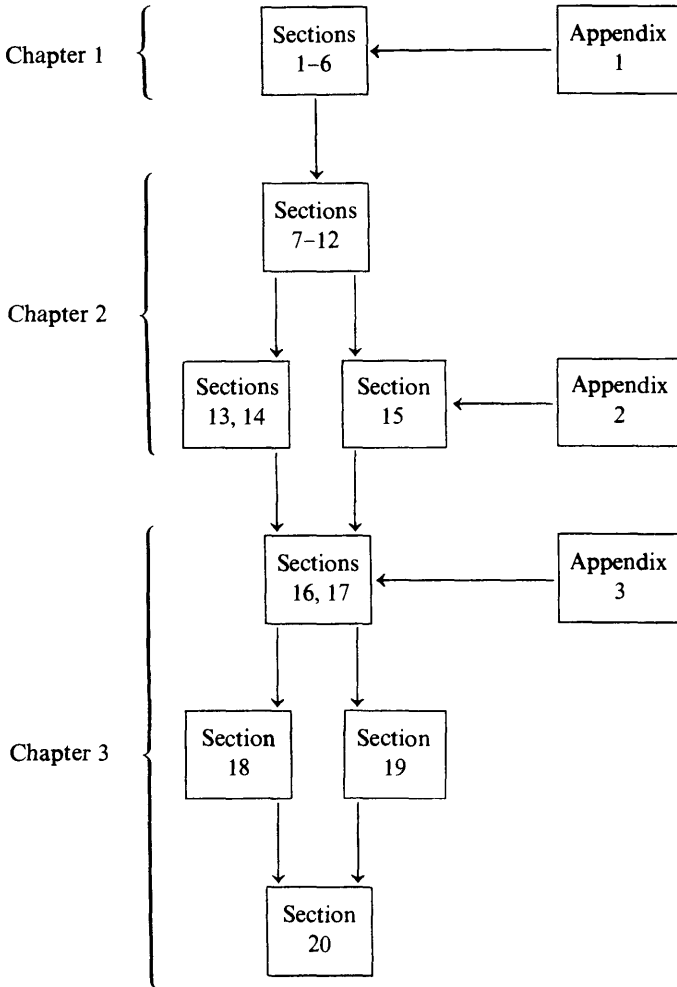 Chapter 1
Sections
1–6
Appendix
1
Sections
7–12
Chapter 2
Sections
13, 14
Section
15
Appendix
2
Sections
16, 17
Appendix
3
Chapter 3
Section
18
Section
19
Section
20